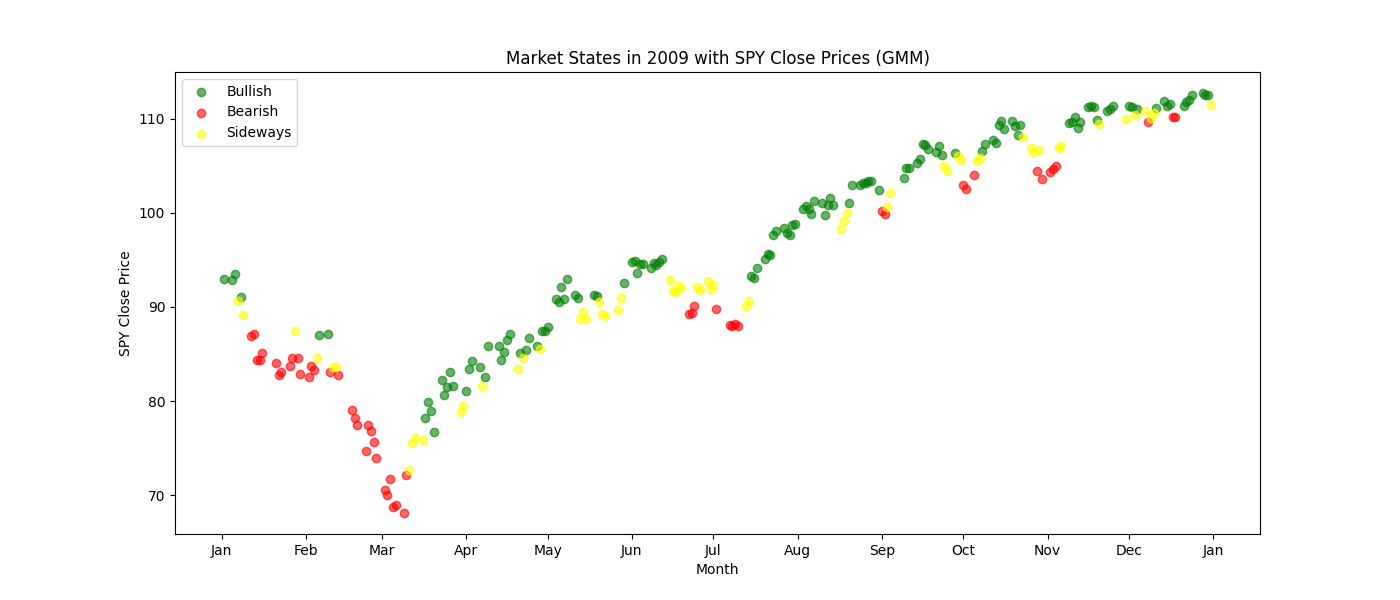 Market States in 2009 with SPY Close Prices (GMM)
Bullish
Bearish
Sideways
SPY Close Price
110
100
90
80
70
Jan Feb Mar Apr May Jun Jul Aug Sep Oct Nov Dec Jan
Month